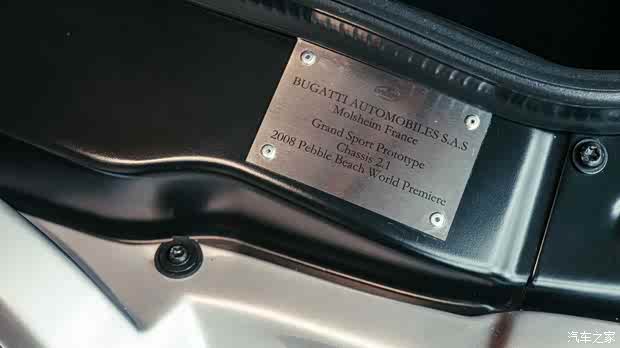 BUGATTI AUTOMOBILES S.A.S
Molsheim France
Grand Sport Prototype
Chassis 2.1
2008 Pebble Beach World Premiere
汽车之家